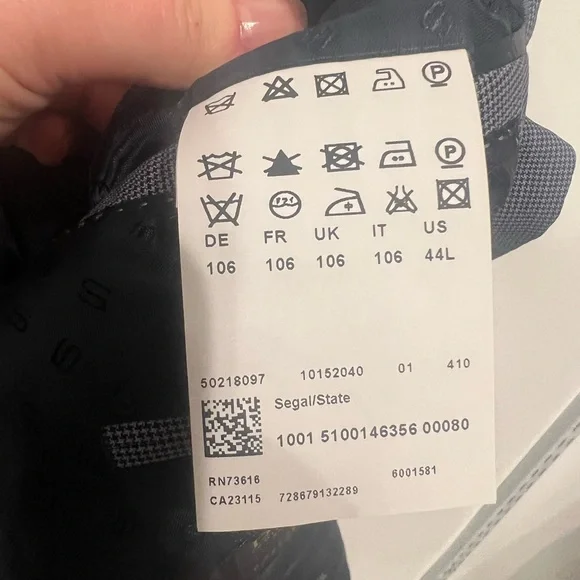 P
P
DE FR UK IT US
106 106 106 106 44L
50218097 10152040 01 410
Segal/State
1001 5100146356 00080
RN73616 6001581
CA23115 728679132289